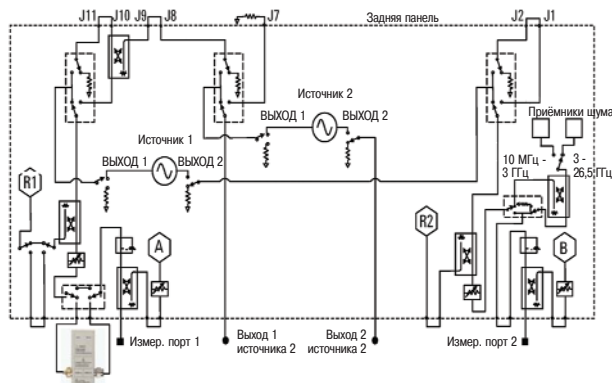 J11 J10 J9 J8 J7 J2 J1
Задняя панель
Источник 2
ВЫХОД 1 ВЫХОД 2
Приёмники шума
Источник 1
ВЫХОД 1 ВЫХОД 2
10 МГц -
3 ГГц
3 -
26,5 ГГц
R1
A
R2
B
Измер. порт 1
Выход 1
источника 2
Выход 2
источника 2
Измер. порт 2